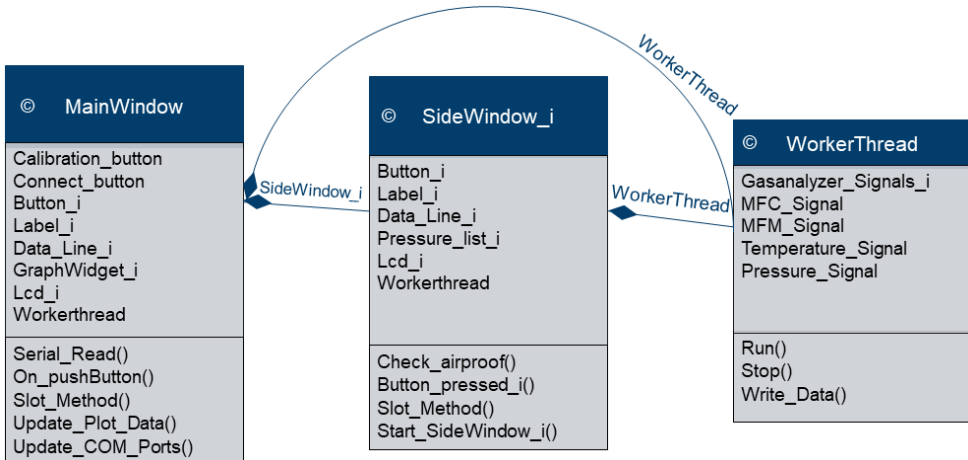 © MainWindow
Calibration_button
Connect_button
Button_i
Label_i
Data_Line_i
GraphWidget_i
Lcd_i
Workerthread
Serial_Read()
On_pushButton()
Slot_Method()
Update_Plot_Data()
Update_COM_Ports()
SideWindow_i
© SideWindow_i
Button_i
Label_i
Data_Line_i
Pressure_list_i
Lcd_i
Workerthread
Check_airproof()
Button_pressed_i()
Slot_Method()
Start_SideWindow_i()
WorkerThread
WorkerThread
© WorkerThread
Gasanalyzer_Signals_i
MFC_Signal
MFM_Signal
Temperature_Signal
Pressure_Signal
Run()
Stop()
Write_Data()